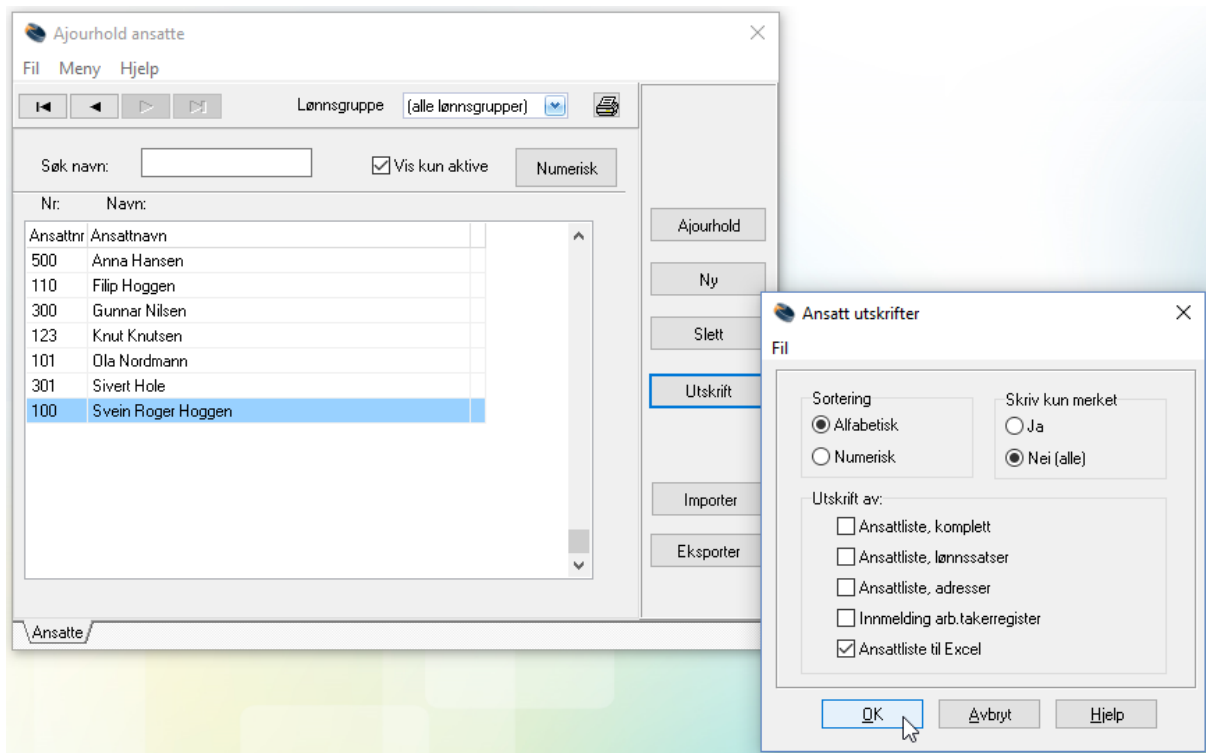 Ajourhold ansatte
Fil Meny Hjelp
Lønnsgruppe (alle lønnsgrupper)
Søk navn: Vis kun aktive Numerisk
Nr: Navn:
Ansattnr Ansattnavn
500 Anna Hansen
110 Filip Hoggen
300 Gunnar Nilsen
123 Knut Knutsen
101 Ola Nordmann
301 Sivert Hole
100 Svein Roger Hoggen
Ajourhold
Ny
Slett
Utskrift
Importer
Eksporter
Ansatte
Ansatt utskrifter
Fil
Sortering
Alfabetisk
Numerisk
Skriv kun merket
Ja
Nei (alle)
Utskrift av:
Ansattliste, komplett
Ansattliste, lønnssatser
Ansattliste, adresser
Innmelding arb.takerregister
Ansattliste til Excel
OK Avbryt Hjelp